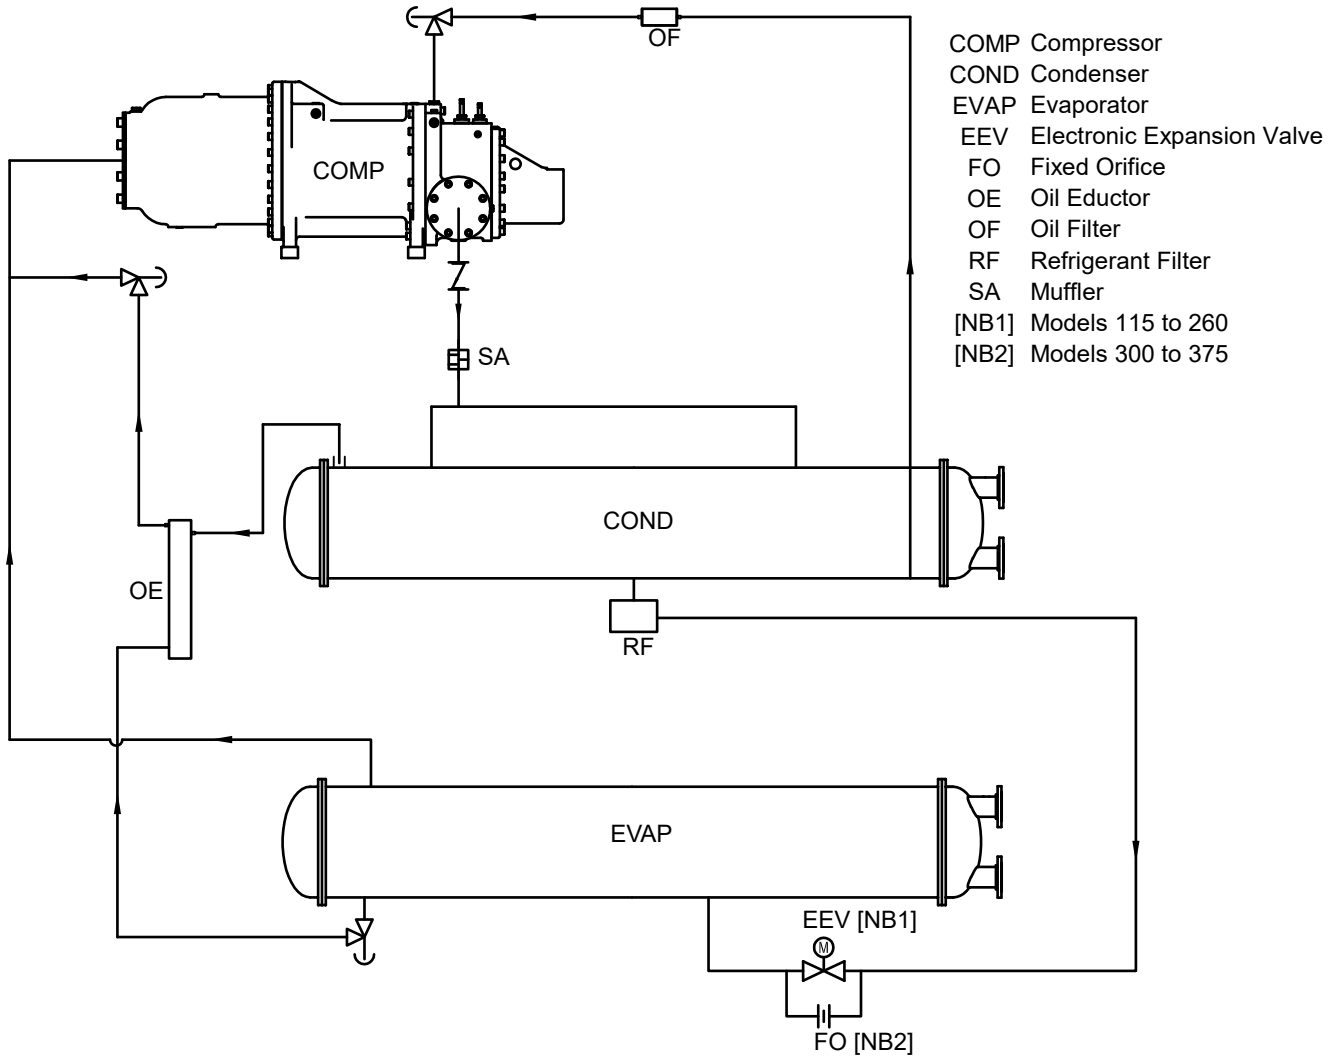 OF
COMP Compressor
COND Condenser
EVAP Evaporator
EEV Electronic Expansion Valve
FO Fixed Orifice
OE Oil Eductor
OF Oil Filter
RF Refrigerant Filter
SA Muffler
[NB1] Models 115 to 260
[NB2] Models 300 to 375
COMP
SA
COND
OE
RF
EVAP
EEV [NB1]
M
FO [NB2]